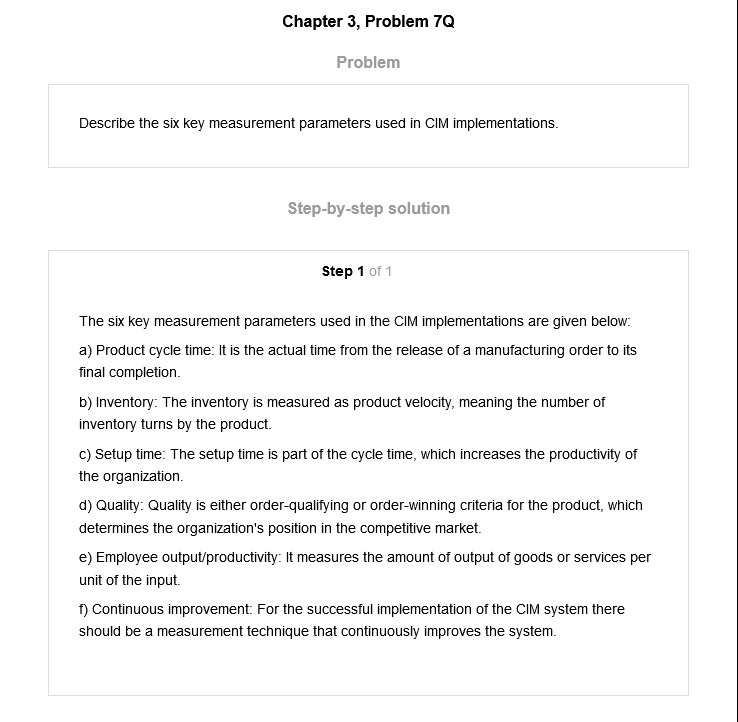 Chapter 3, Problem 7Q
Problem
Describe the six key measurement parameters used in CIM implementations.
Step-by-step solution
Step 1 of 1
The six key measurement parameters used in the CIM implementations are given below:
a) Product cycle time: It is the actual time from the release of a manufacturing order to its
final completion.
b) Inventory: The inventory is measured as product velocity, meaning the number of
inventory turns by the product.
c) Setup time: The setup time is part of the cycle time, which increases the productivity of
the organization.
d) Quality: Quality is either order-qualifying or order-winning criteria for the product, which
determines the organization's position in the competitive market.
e) Employee output/productivity: It measures the amount of output of goods or services per
unit of the input.
f) Continuous improvement: For the successful implementation of the CIM system there
should be a measurement technique that continuously improves the system.